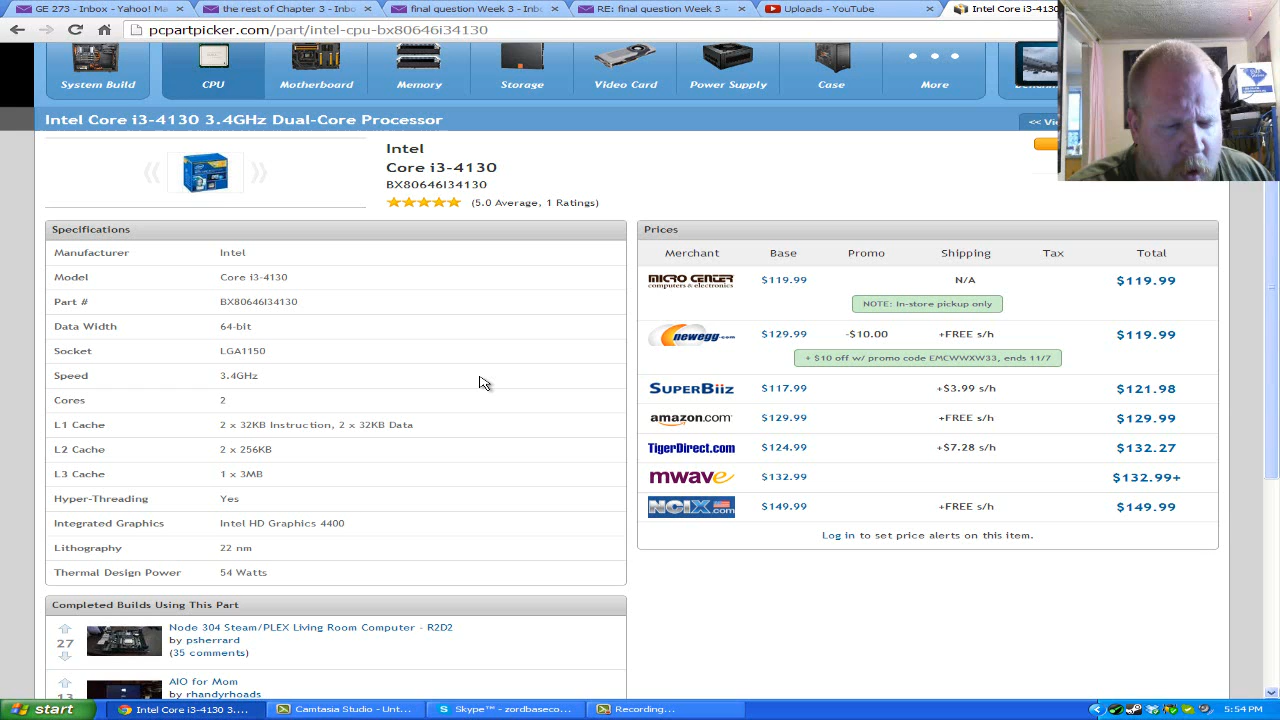 GE 273 - Inbox - Yahoo! Ma
the rest of Chapter 3 - Inbo
final question Week 3 - Inb
RE: final question Week 3 -
Uploads - YouTube
Intel Core i3-4130
pcpartpicker.com/part/intel-cpu-bx80646i34130
System Build
CPU
Motherboard
Memory
Storage
Video Card
Power Supply
Case
More
Intel Core i3-4130 3.4GHz Dual-Core Processor
<< Vi
Intel
Core i3-4130
BX80646I34130
(5.0 Average, 1 Ratings)
Specifications
Manufacturer Intel
Model Core i3-4130
Part # BX80646I34130
Data Width 64-bit
Socket LGA1150
Speed 3.4GHz
Cores 2
L1 Cache 2 x 32KB Instruction, 2 x 32KB Data
L2 Cache 2 x 256KB
L3 Cache 1 x 3MB
Hyper-Threading Yes
Integrated Graphics Intel HD Graphics 4400
Lithography 22 nm
Thermal Design Power 54 Watts
Prices
Merchant Base Promo Shipping Tax Total
MICRO CENTER computers & electronics $119.99 N/A $119.99
NOTE: In-store pickup only
newegg.com $129.99 -$10.00 +FREE s/h $119.99
+ $10 off w/ promo code EMCWWXW33, ends 11/7
SUPERBIIZ $117.99 +$3.99 s/h $121.98
amazon.com $129.99 +FREE s/h $129.99
TigerDirect.com $124.99 +$7.28 s/h $132.27
mwave $132.99 $132.99+
NCIX.com $149.99 +FREE s/h $149.99
Log in to set price alerts on this item.
Completed Builds Using This Part
27
Node 304 Steam/PLEX Living Room Computer - R2D2
by psherrard
(35 comments)
13
AIO for Mom
by rhandyrhoads
start
Intel Core i3-4130 3....
Camtasia Studio - Unt...
Skype™ - zordbaseco...
Recording...
5:54 PM